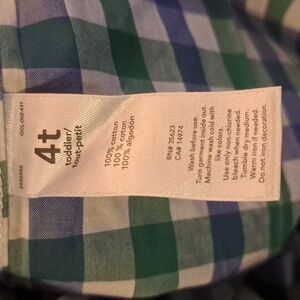 4t
toddler/
tout-petit
100% cotton
100 % coton
100% algodón
RN# 35423
CA# 14974
Wash before use.
Turn garment inside out.
Machine wash cold with
like colors.
Use only non-chlorine
bleach when needed.
Tumble dry medium.
Warm iron if needed.
Do not iron decoration.